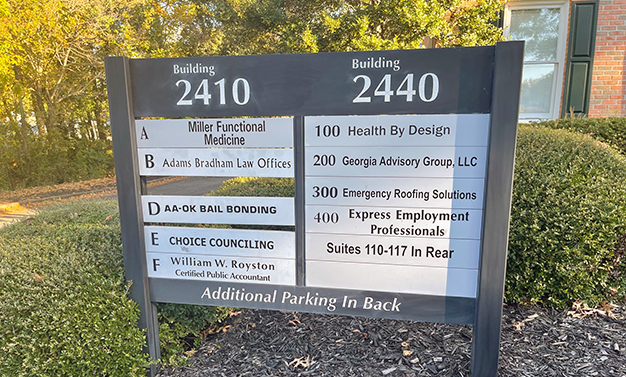 Building
2410
A Miller Functional
Medicine
B Adams Bradham Law Offices
D AA-OK BAIL BONDING
E CHOICE COUNCILING
F William W. Royston
Certified Public Accountant
Building
2440
100 Health By Design
200 Georgia Advisory Group, LLC
300 Emergency Roofing Solutions
400 Express Employment
Professionals
Suites 110-117 In Rear
Additional Parking In Back